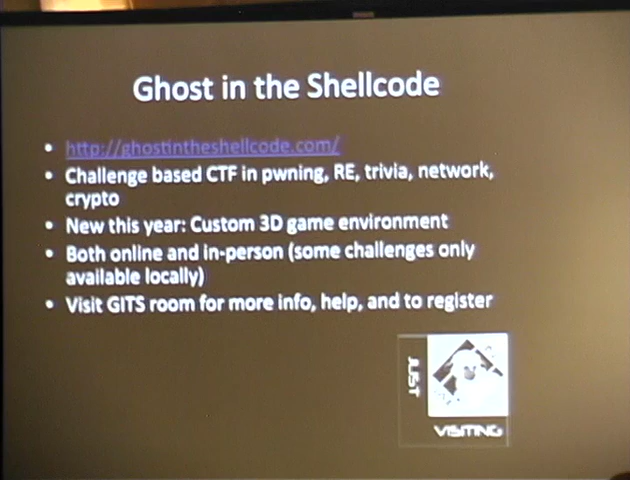 Ghost in the Shellcode
• http://ghostintheshellcode.com/
• Challenge based CTF in pwning, RE, trivia, network,
crypto
• New this year: Custom 3D game environment
• Both online and in-person (some challenges only
available locally)
• Visit GITS room for more info, help, and to register
JUST
VISITING